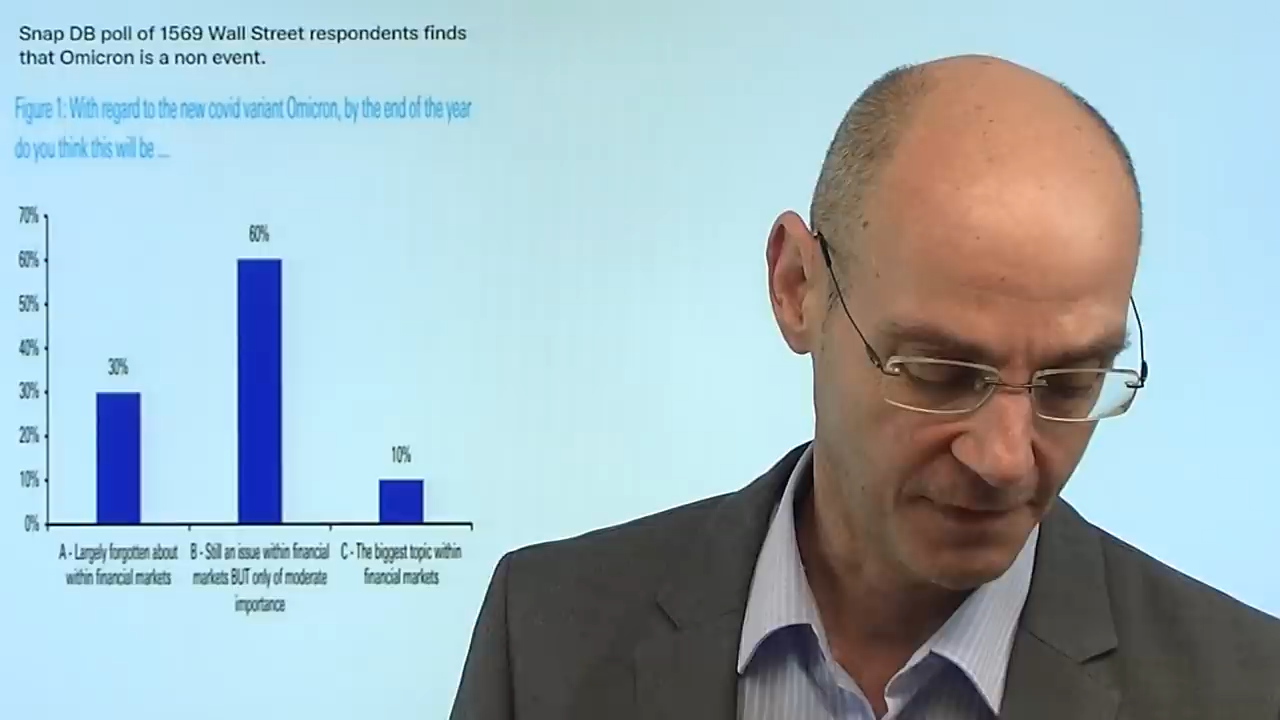 Snap DB poll of 1569 Wall Street respondents finds
that Omicron is a non event.
Figure 1: With regard to the new covid variant Omicron, by the end of the year
do you think this will be ...
70%
60%
60%
50%
40%
30%
30%
20%
10%
10%
0%
A - Largely forgotten about
within financial markets
B - Still an issue within financial
markets BUT only of moderate
importance
C - The biggest topic within
financial markets